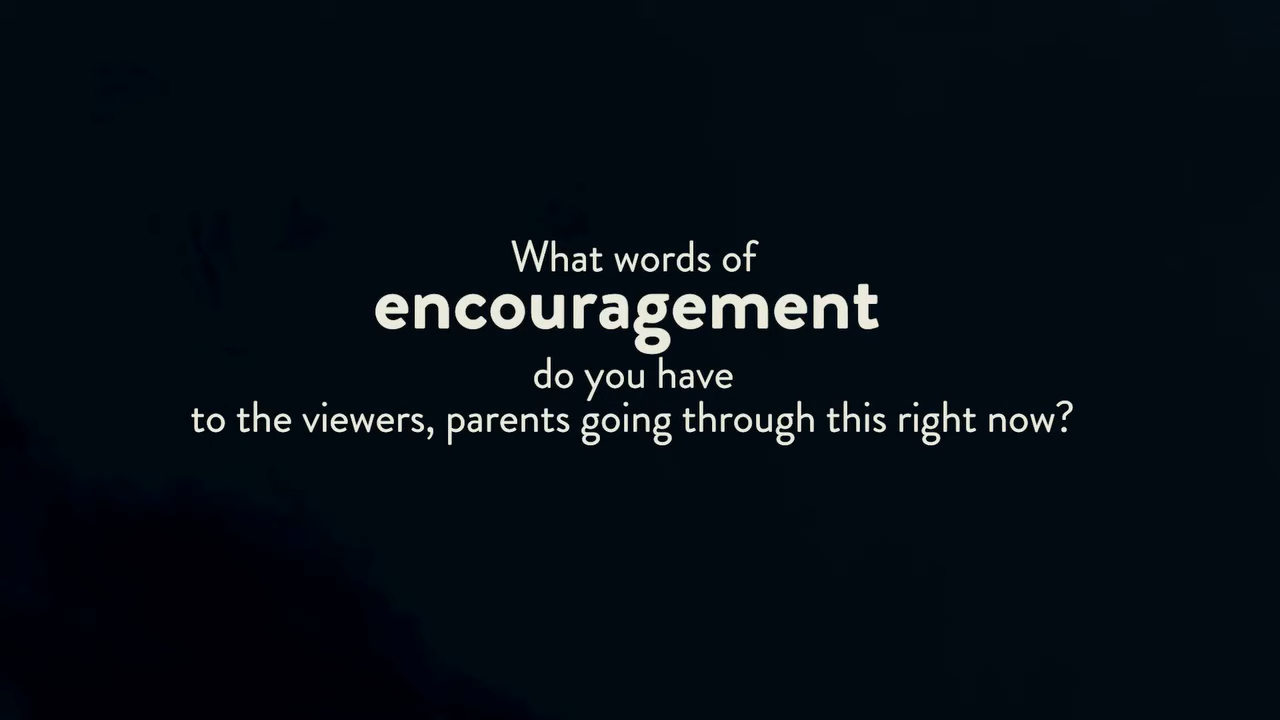 What words of
encouragement
do you have
to the viewers, parents going through this right now?